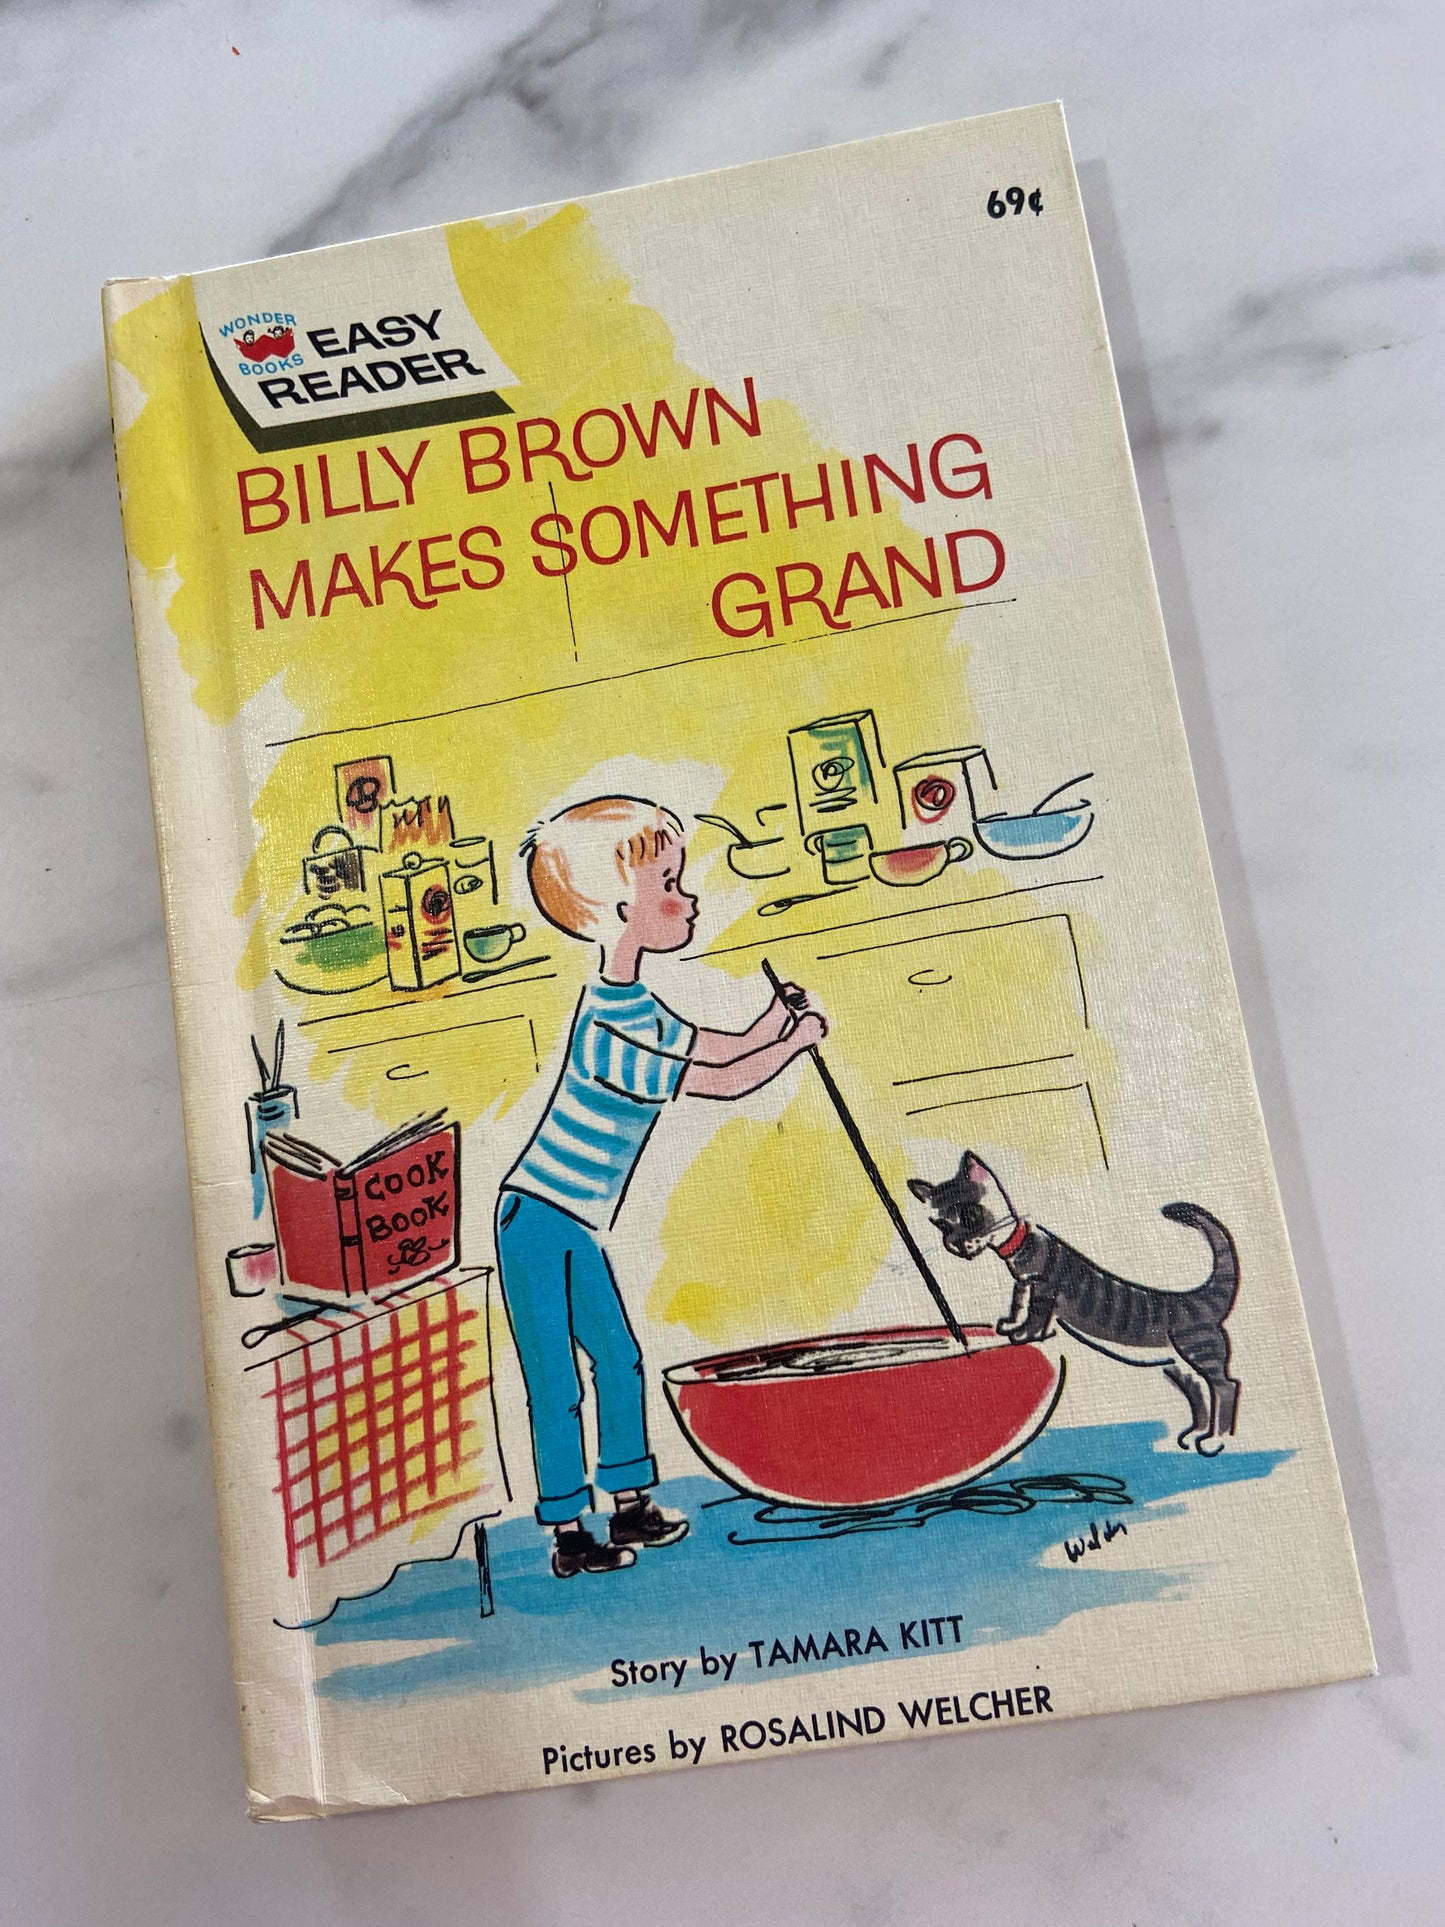 69¢
WONDER
BOOKS
EASY
READER
BILLY BROWN
MAKES SOMETHING
GRAND
COOK
BOOK
Story by TAMARA KITT
Pictures by ROSALIND WELCHER